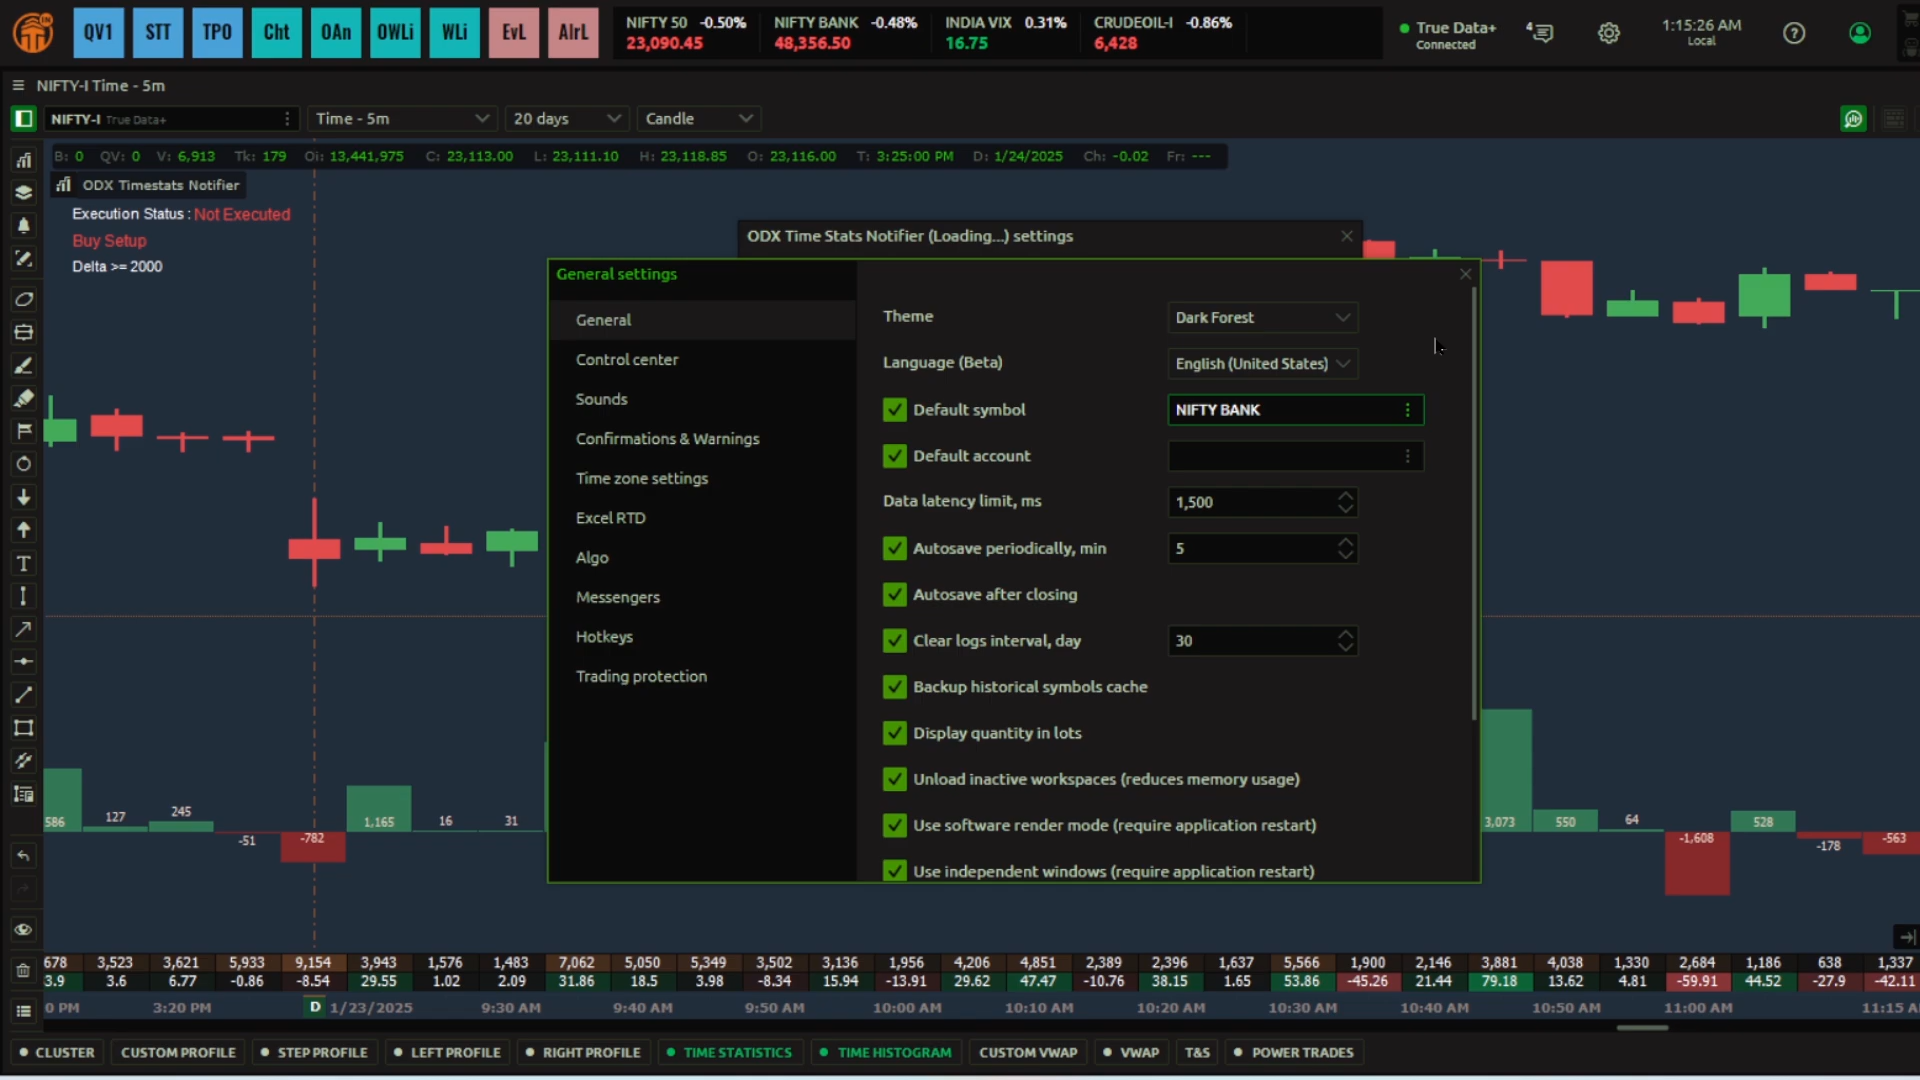 QV1 STT TPO Cht OAn OWLi WLi EvL AlrL
NIFTY 50 -0.50% NIFTY BANK -0.48% INDIA VIX 0.31% CRUDEOIL-I -0.86%
23,090.45 48,356.50 16.75 6,428
True Data+
Connected
4
1:15:26 AM
Local
NIFTY-I Time - 5m
NIFTY-I True Data+ Time - 5m 20 days Candle
B: 0 QV: 0 V: 6,913 Tk: 179 Oi: 13,441,975 C: 23,113.00 L: 23,111.10 H: 23,118.85 O: 23,116.00 T: 3:25:00 PM D: 1/24/2025 Ch: -0.02 Fr: ---
ODX Timestats Notifier
Execution Status : Not Executed
Buy Setup
Delta >= 2000
ODX Time Stats Notifier (Loading...) settings
General settings
General
Control center
Sounds
Confirmations & Warnings
Time zone settings
Excel RTD
Algo
Messengers
Hotkeys
Trading protection
Theme Dark Forest
Language (Beta) English (United States)
Default symbol NIFTY BANK
Default account
Data latency limit, ms 1,500
Autosave periodically, min 5
Autosave after closing
Clear logs interval, day 30
Backup historical symbols cache
Display quantity in lots
Unload inactive workspaces (reduces memory usage)
Use software render mode (require application restart)
Use independent windows (require application restart)
586 127 245 -51 -782 1,165 16 31 3,073 550 64 -1,608 528 -178 -563
678 3,523 3,621 5,933 9,154 3,943 1,576 1,483 7,062 5,050 5,349 3,502 3,136 1,956 4,206 4,851 2,389 2,396 1,637 5,566 1,900 2,146 3,881 4,038 1,330 2,684 1,186 638 1,337
3.9 3.6 6.77 -0.86 -8.54 29.55 1.02 2.09 31.86 18.5 3.98 -8.34 15.94 -13.91 29.62 47.47 -10.76 38.15 1.65 53.86 -45.26 21.44 79.18 13.62 4.81 -59.91 44.52 -27.9 -42.11
0 PM 3:20 PM D 1/23/2025 9:30 AM 9:40 AM 9:50 AM 10:00 AM 10:10 AM 10:20 AM 10:30 AM 10:40 AM 10:50 AM 11:00 AM 11:15 A
CLUSTER CUSTOM PROFILE STEP PROFILE LEFT PROFILE RIGHT PROFILE TIME STATISTICS TIME HISTOGRAM CUSTOM VWAP VWAP T&S POWER TRADES